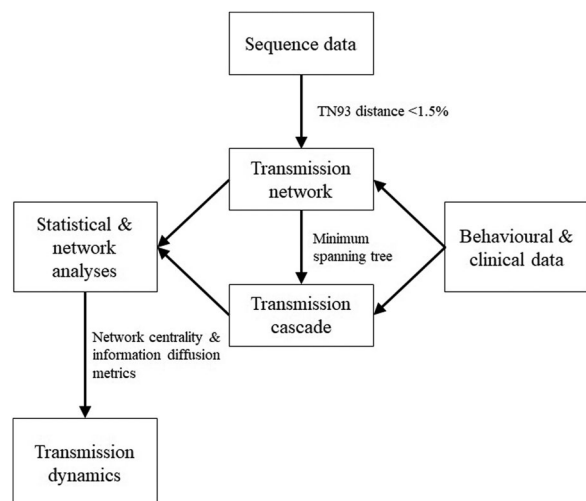 Sequence data
TN93 distance <1.5%
Transmission
network
Statistical &
network
analyses
Minimum
spanning tree
Behavioural &
clinical data
Transmission
cascade
Network centrality &
information diffusion
metrics
Transmission
dynamics